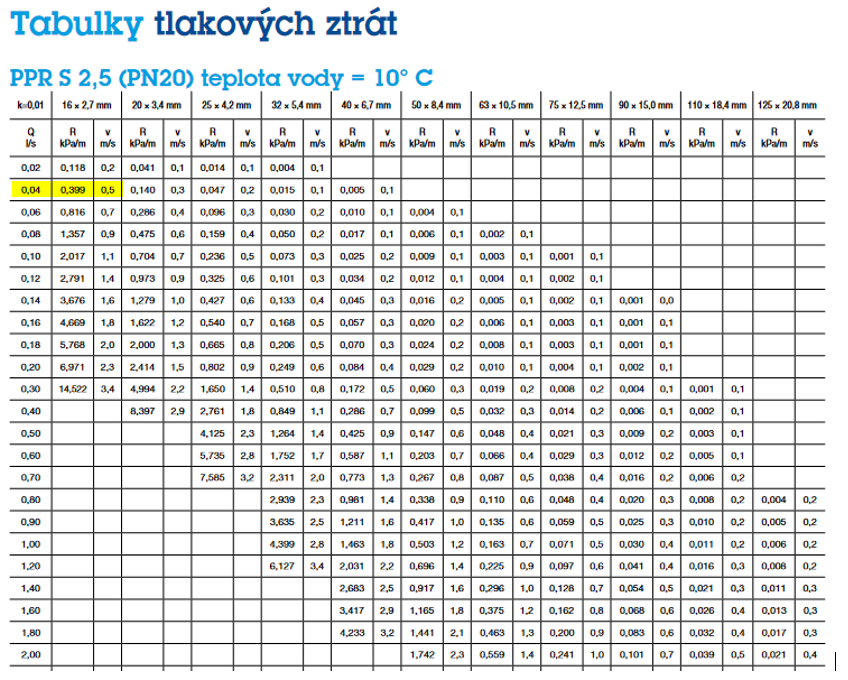 Tabulky tlakových ztrát
PPR S 2,5 (PN20) teplota vody = 10° C
k=0,01 16 x 2,7 mm 20 x 3,4 mm 25 x 4,2 mm 32 x 5,4 mm 40 x 6,7 mm 50 x 8,4 mm 63 x 10,5 mm 75 x 12,5 mm 90 x 15,0 mm 110 x 18,4 mm 125 x 20,8 mm
Q R v R v R v R v R v R v R v R v R v R v R v
l/s kPa/m m/s kPa/m m/s kPa/m m/s kPa/m m/s kPa/m m/s kPa/m m/s kPa/m m/s kPa/m m/s kPa/m m/s kPa/m m/s kPa/m m/s
0,02 0,118 0,2 0,041 0,1 0,014 0,1 0,004 0,1
0,04 0,399 0,5 0,140 0,3 0,047 0,2 0,015 0,1 0,005 0,1
0,06 0,816 0,7 0,286 0,4 0,096 0,3 0,030 0,2 0,010 0,1 0,004 0,1
0,08 1,357 0,9 0,475 0,6 0,159 0,4 0,050 0,2 0,017 0,1 0,006 0,1 0,002 0,1
0,10 2,017 1,1 0,704 0,7 0,236 0,5 0,073 0,3 0,025 0,2 0,009 0,1 0,003 0,1 0,001 0,1
0,12 2,791 1,4 0,973 0,9 0,325 0,6 0,101 0,3 0,034 0,2 0,012 0,1 0,004 0,1 0,002 0,1
0,14 3,676 1,6 1,279 1,0 0,427 0,6 0,133 0,4 0,045 0,3 0,016 0,2 0,005 0,1 0,002 0,1 0,001 0,0
0,16 4,669 1,8 1,622 1,2 0,540 0,7 0,168 0,5 0,057 0,3 0,020 0,2 0,006 0,1 0,003 0,1 0,001 0,1
0,18 5,768 2,0 2,000 1,3 0,665 0,8 0,206 0,5 0,070 0,3 0,024 0,2 0,008 0,1 0,003 0,1 0,001 0,1
0,20 6,971 2,3 2,414 1,5 0,802 0,9 0,249 0,6 0,084 0,4 0,029 0,2 0,010 0,1 0,004 0,1 0,002 0,1
0,30 14,522 3,4 4,994 2,2 1,650 1,4 0,510 0,8 0,172 0,5 0,060 0,3 0,019 0,2 0,008 0,2 0,004 0,1 0,001 0,1
0,40 8,397 2,9 2,761 1,8 0,849 1,1 0,286 0,7 0,099 0,5 0,032 0,3 0,014 0,2 0,006 0,1 0,002 0,1
0,50 4,125 2,3 1,264 1,4 0,425 0,9 0,147 0,6 0,048 0,4 0,021 0,3 0,009 0,2 0,003 0,1
0,60 5,735 2,8 1,752 1,7 0,587 1,1 0,203 0,7 0,066 0,4 0,029 0,3 0,012 0,2 0,005 0,1
0,70 7,585 3,2 2,311 2,0 0,773 1,3 0,267 0,8 0,087 0,5 0,038 0,4 0,016 0,2 0,006 0,2
0,80 2,939 2,3 0,981 1,4 0,338 0,9 0,110 0,6 0,048 0,4 0,020 0,3 0,008 0,2 0,004 0,2
0,90 3,635 2,5 1,211 1,6 0,417 1,0 0,135 0,6 0,059 0,5 0,025 0,3 0,010 0,2 0,005 0,2
1,00 4,399 2,8 1,463 1,8 0,503 1,2 0,163 0,7 0,071 0,5 0,030 0,4 0,011 0,2 0,006 0,2
1,20 6,127 3,4 2,031 2,2 0,696 1,4 0,225 0,9 0,097 0,6 0,041 0,4 0,016 0,3 0,008 0,2
1,40 2,683 2,5 0,917 1,6 0,296 1,0 0,128 0,7 0,054 0,5 0,021 0,3 0,011 0,3
1,60 3,417 2,9 1,165 1,8 0,375 1,2 0,162 0,8 0,068 0,6 0,026 0,4 0,013 0,3
1,80 4,233 3,2 1,441 2,1 0,463 1,3 0,200 0,9 0,083 0,6 0,032 0,4 0,017 0,3
2,00 1,742 2,3 0,559 1,4 0,241 1,0 0,101 0,7 0,039 0,5 0,021 0,4